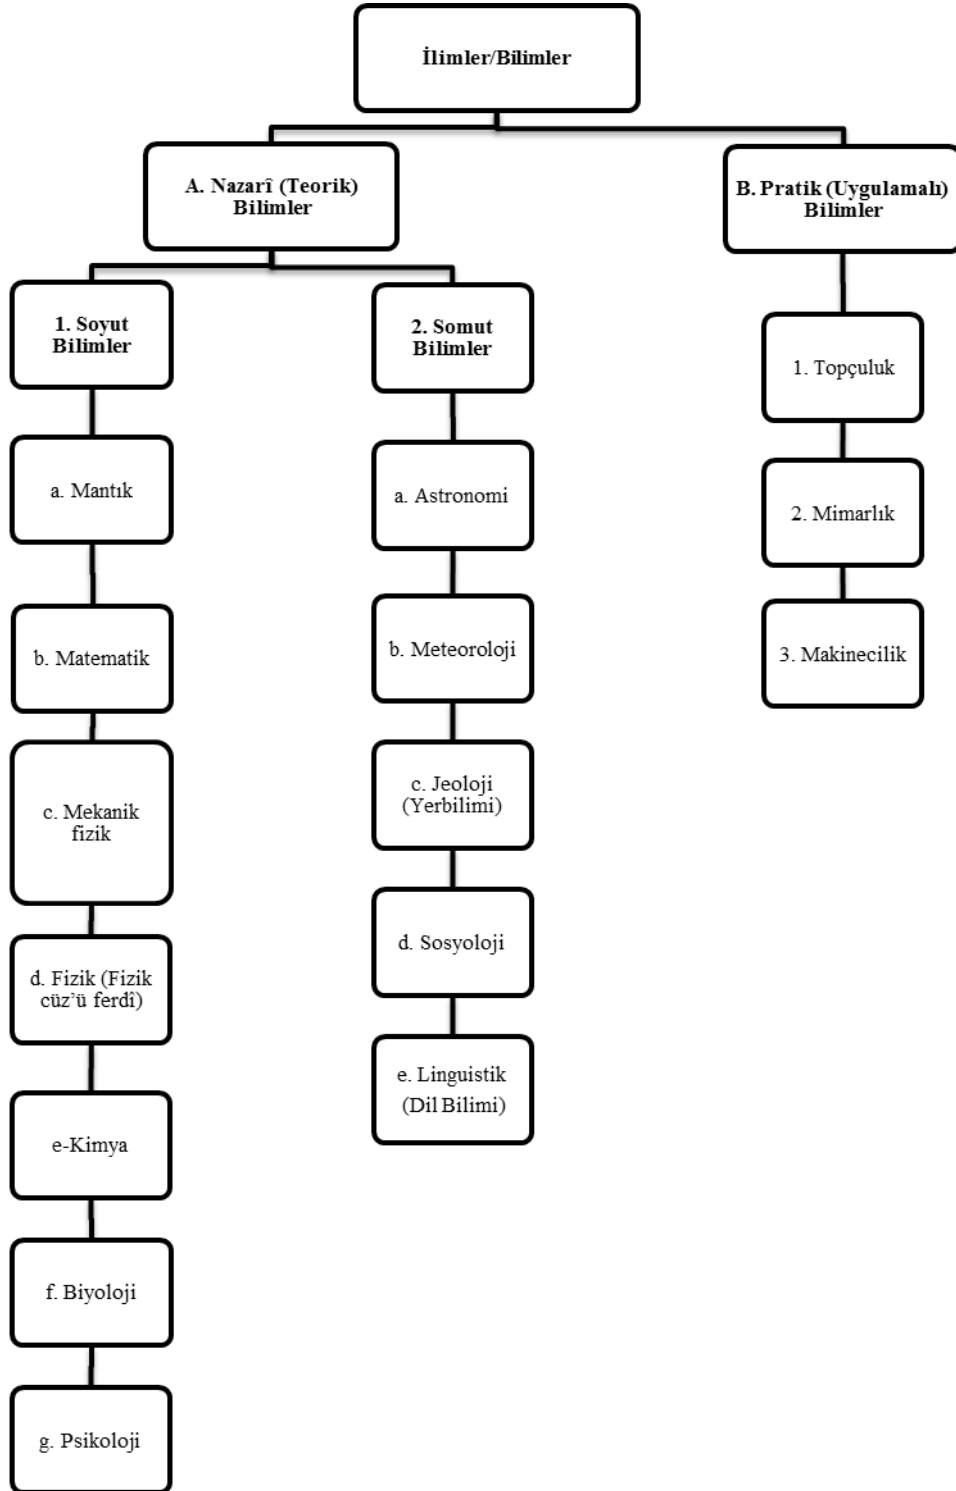 İlimler/Bilimler
A. Nazarî (Teorik)
Bilimler
B. Pratik (Uygulamalı)
Bilimler
1. Soyut
Bilimler
a. Mantık
b. Matematik
c. Mekanik
fizik
d. Fizik (Fizik
cüz’ü ferdî)
e-Kimya
f. Biyoloji
g. Psikoloji
2. Somut
Bilimler
a. Astronomi
b. Meteoroloji
c. Jeoloji
(Yerbilimi)
d. Sosyoloji
e. Linguistik
(Dil Bilimi)
1. Topçuluk
2. Mimarlık
3. Makinecilik